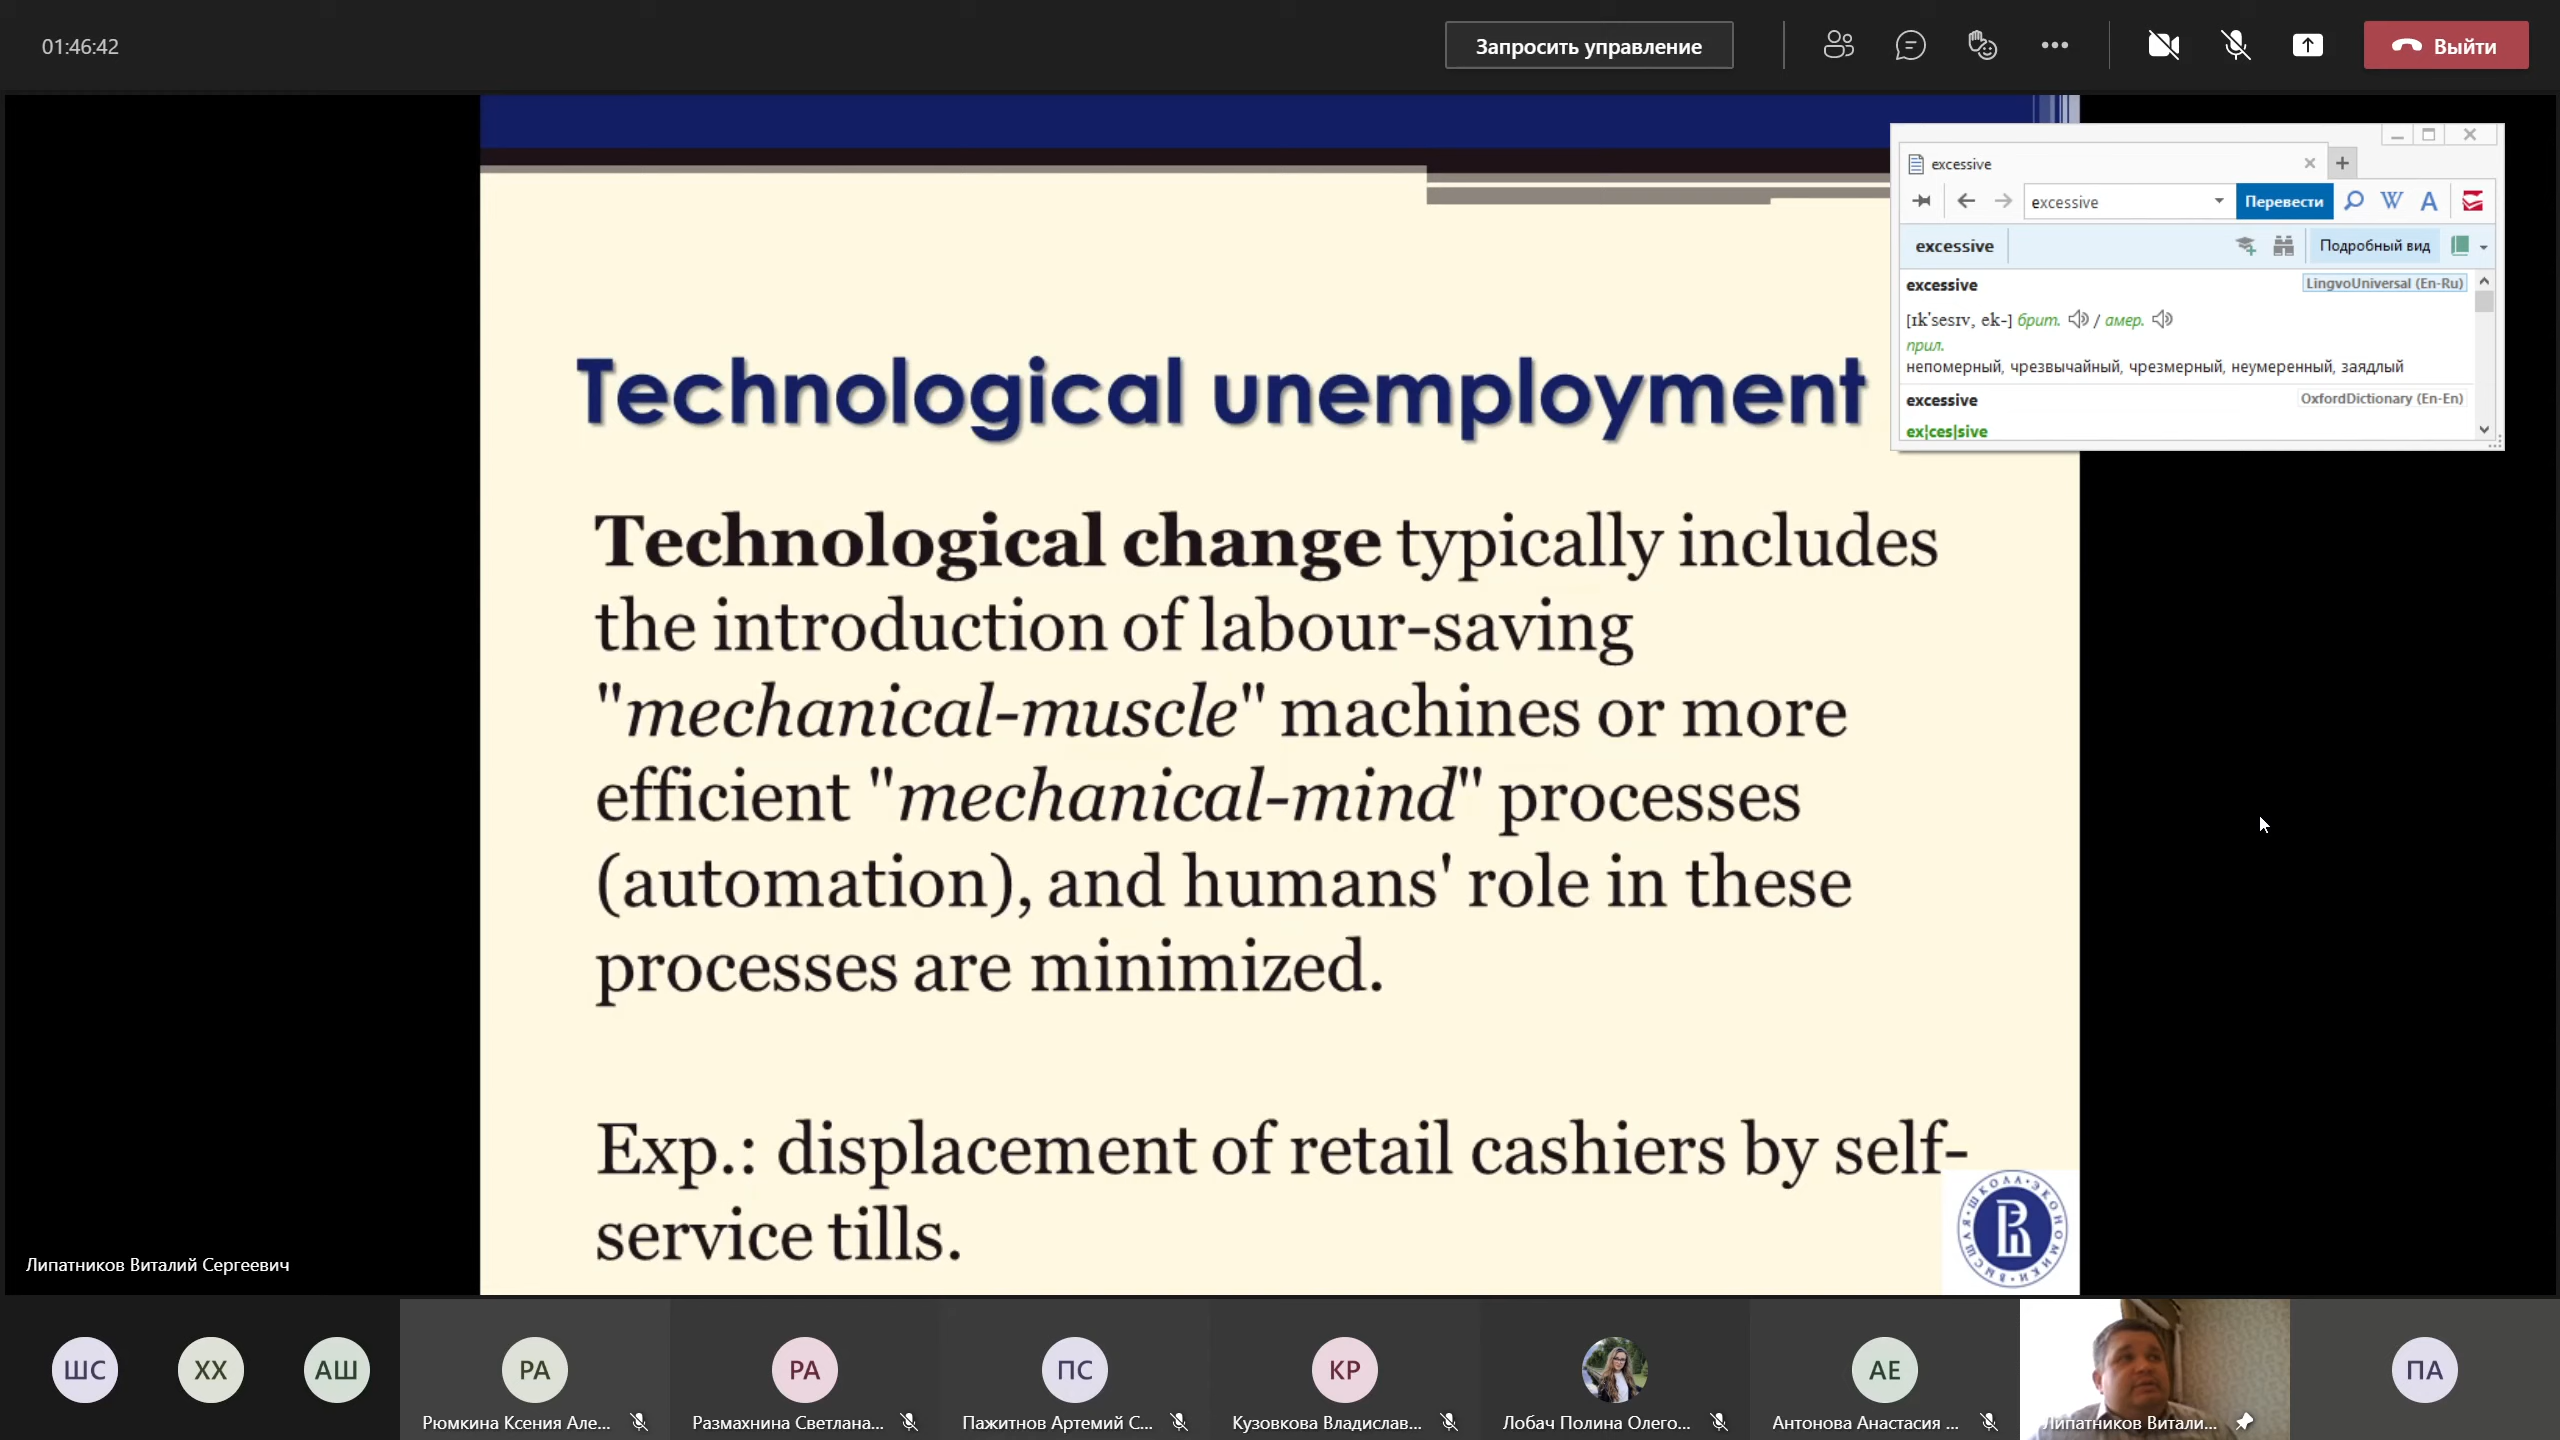 01:46:42
Запросить управление
Выйти
excessive
excessive
Перевести
W
A
excessive
Подробный вид
excessive
LingvoUniversal (En-Ru)
[ɪk'sesɪv, ek-] брит. / амер.
прил.
непомерный, чрезвычайный, чрезмерный, неумеренный, заядлый
excessive
OxfordDictionary (En-En)
ex¦ces|sive
Technological unemployment
Technological change typically includes
the introduction of labour-saving
"mechanical-muscle" machines or more
efficient "mechanical-mind" processes
(automation), and humans' role in these
processes are minimized.
Exp.: displacement of retail cashiers by self-
service tills.
ВЫСШАЯ ШКОЛА ЭКОНОМИКИ
Липатников Виталий Сергеевич
ШС
ХХ
АШ
РА
РА
ПС
КР
АЕ
ПА
Рюмкина Ксения Але...
Размахнина Светлана...
Пажитнов Артемий С...
Кузовкова Владислав...
Лобач Полина Олего...
Антонова Анастасия ...
Липатников Витали...